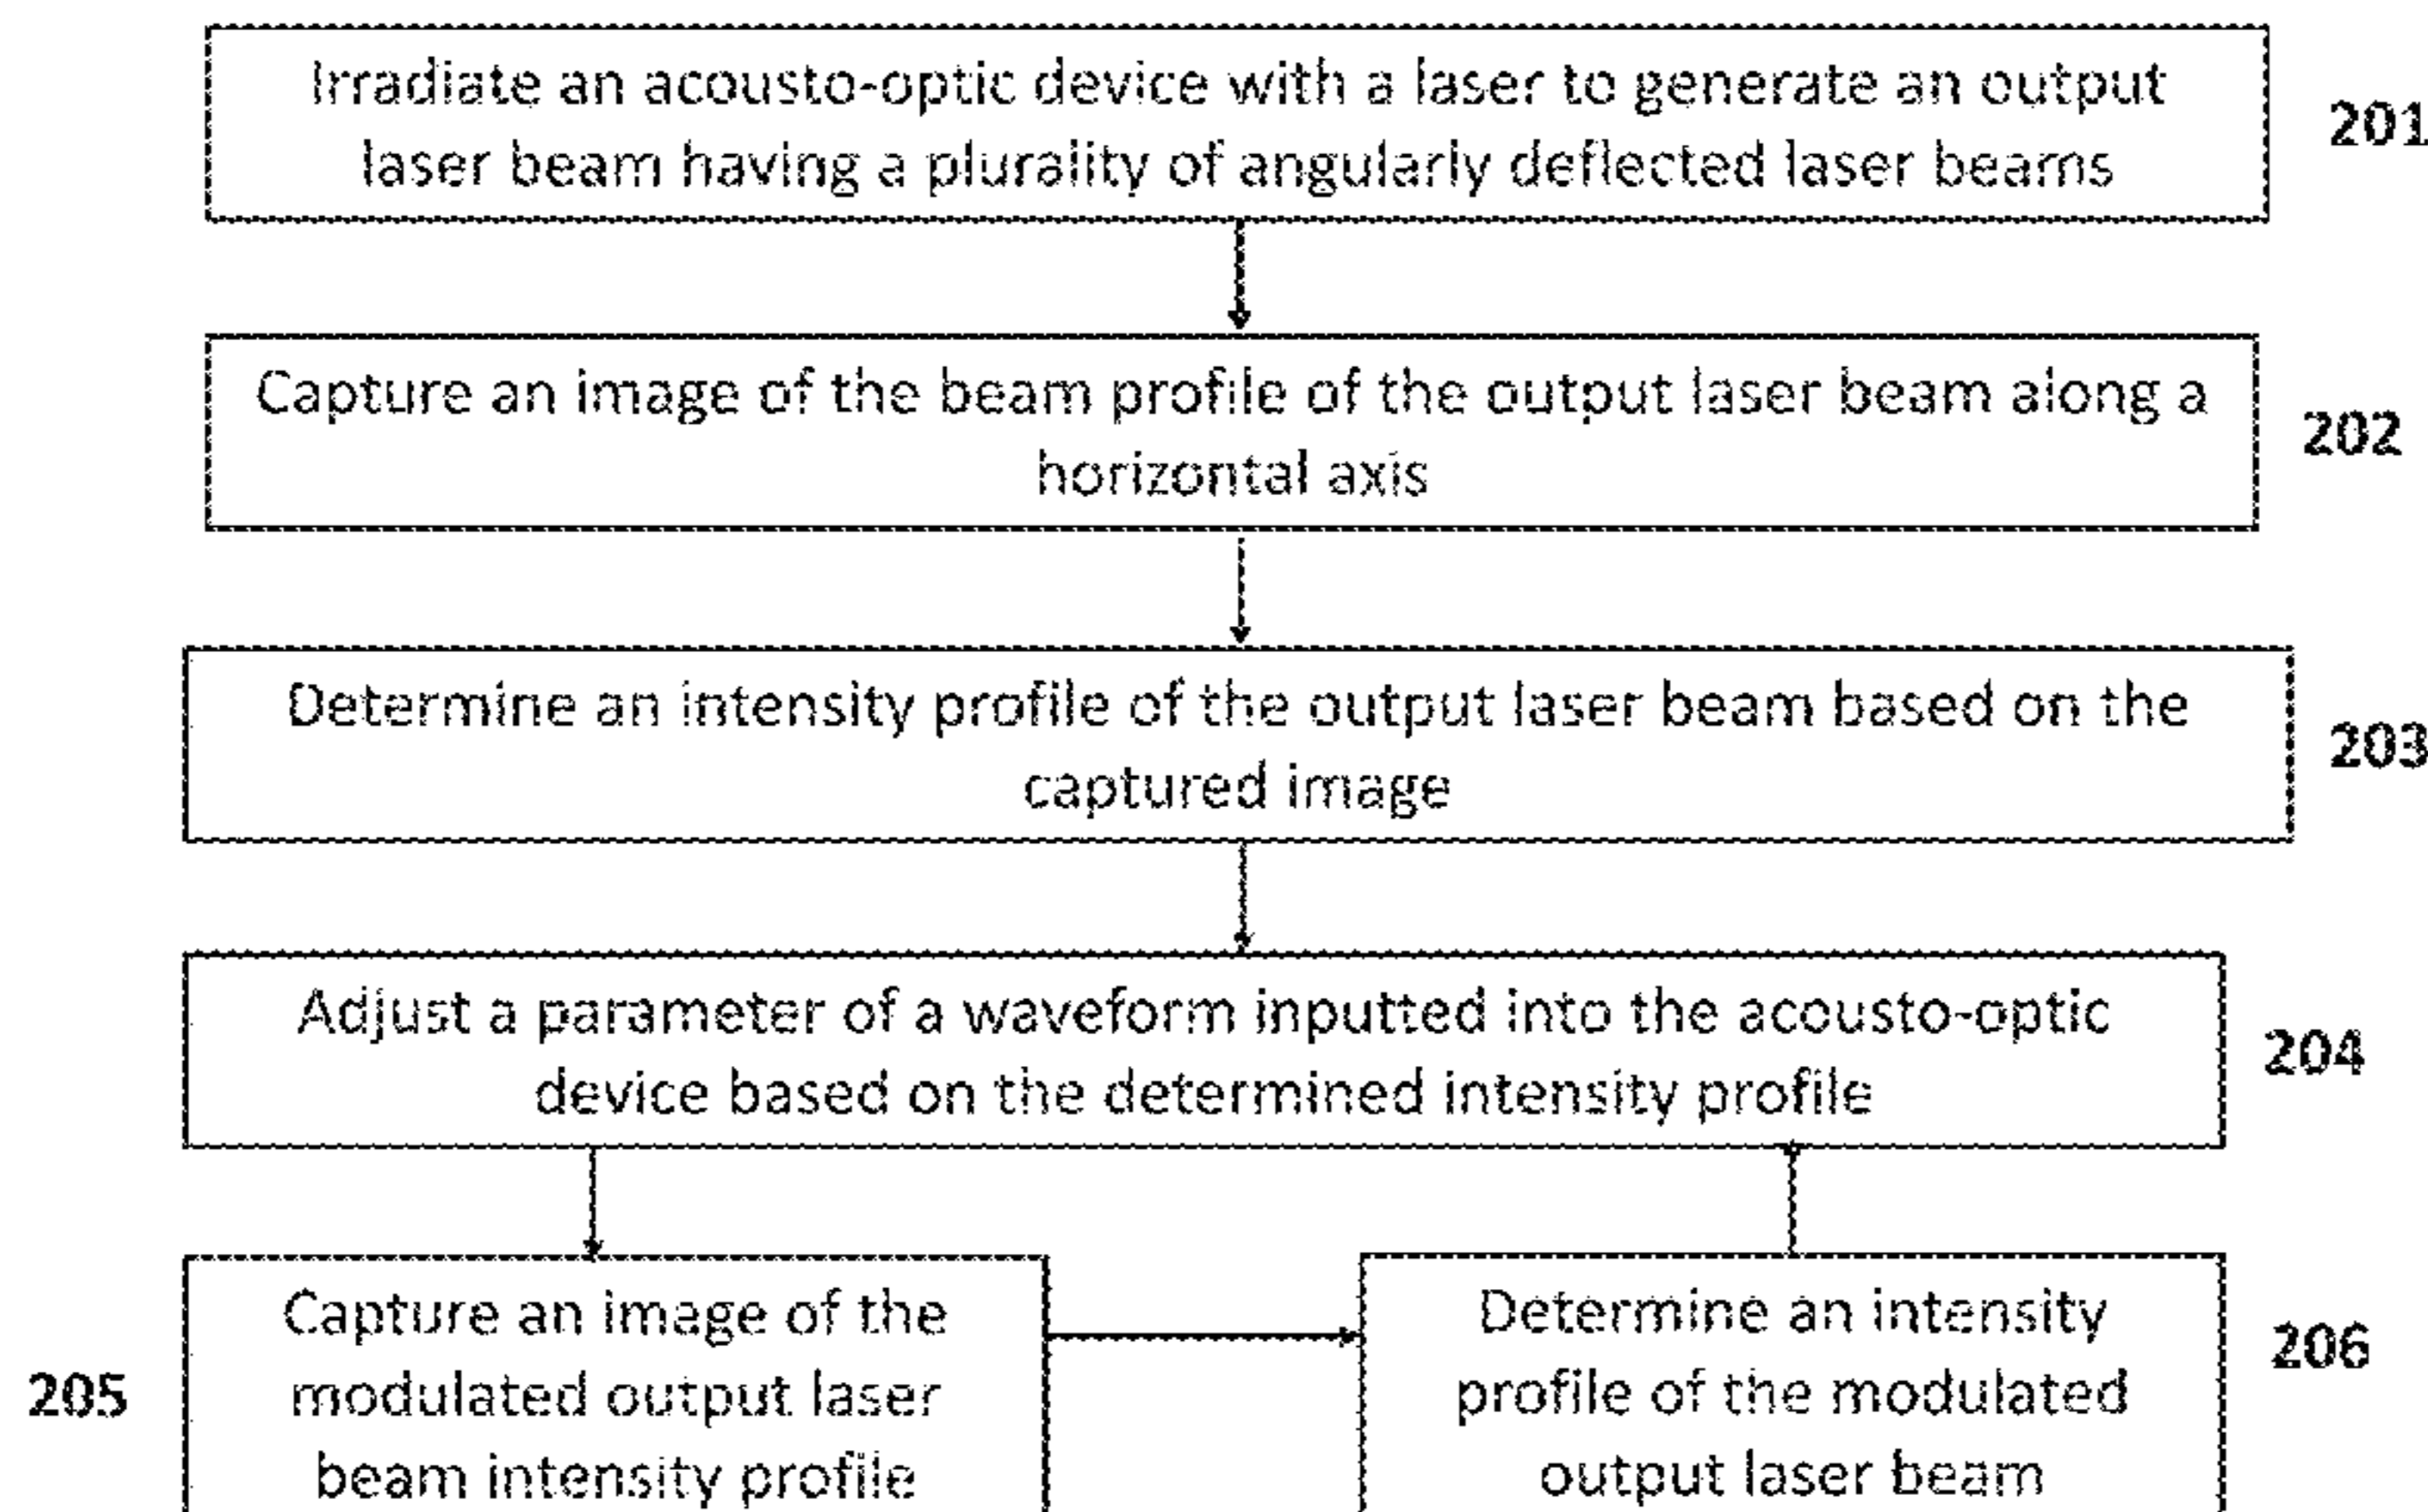 Irradiate an acousto-optic device with a laser to generate an output
laser beam having a plurality of angularly deflected laser beams
201
Capture an image of the beam profile of the output laser beam along a
horizontal axis
202
Determine an intensity profile of the output laser beam based on the
captured image
203
Adjust a parameter of a waveform inputted into the acousto-optic
device based on the determined intensity profile
204
205
Capture an image of the
modulated output laser
beam intensity profile
Determine an intensity
profile of the modulated
output laser beam
206